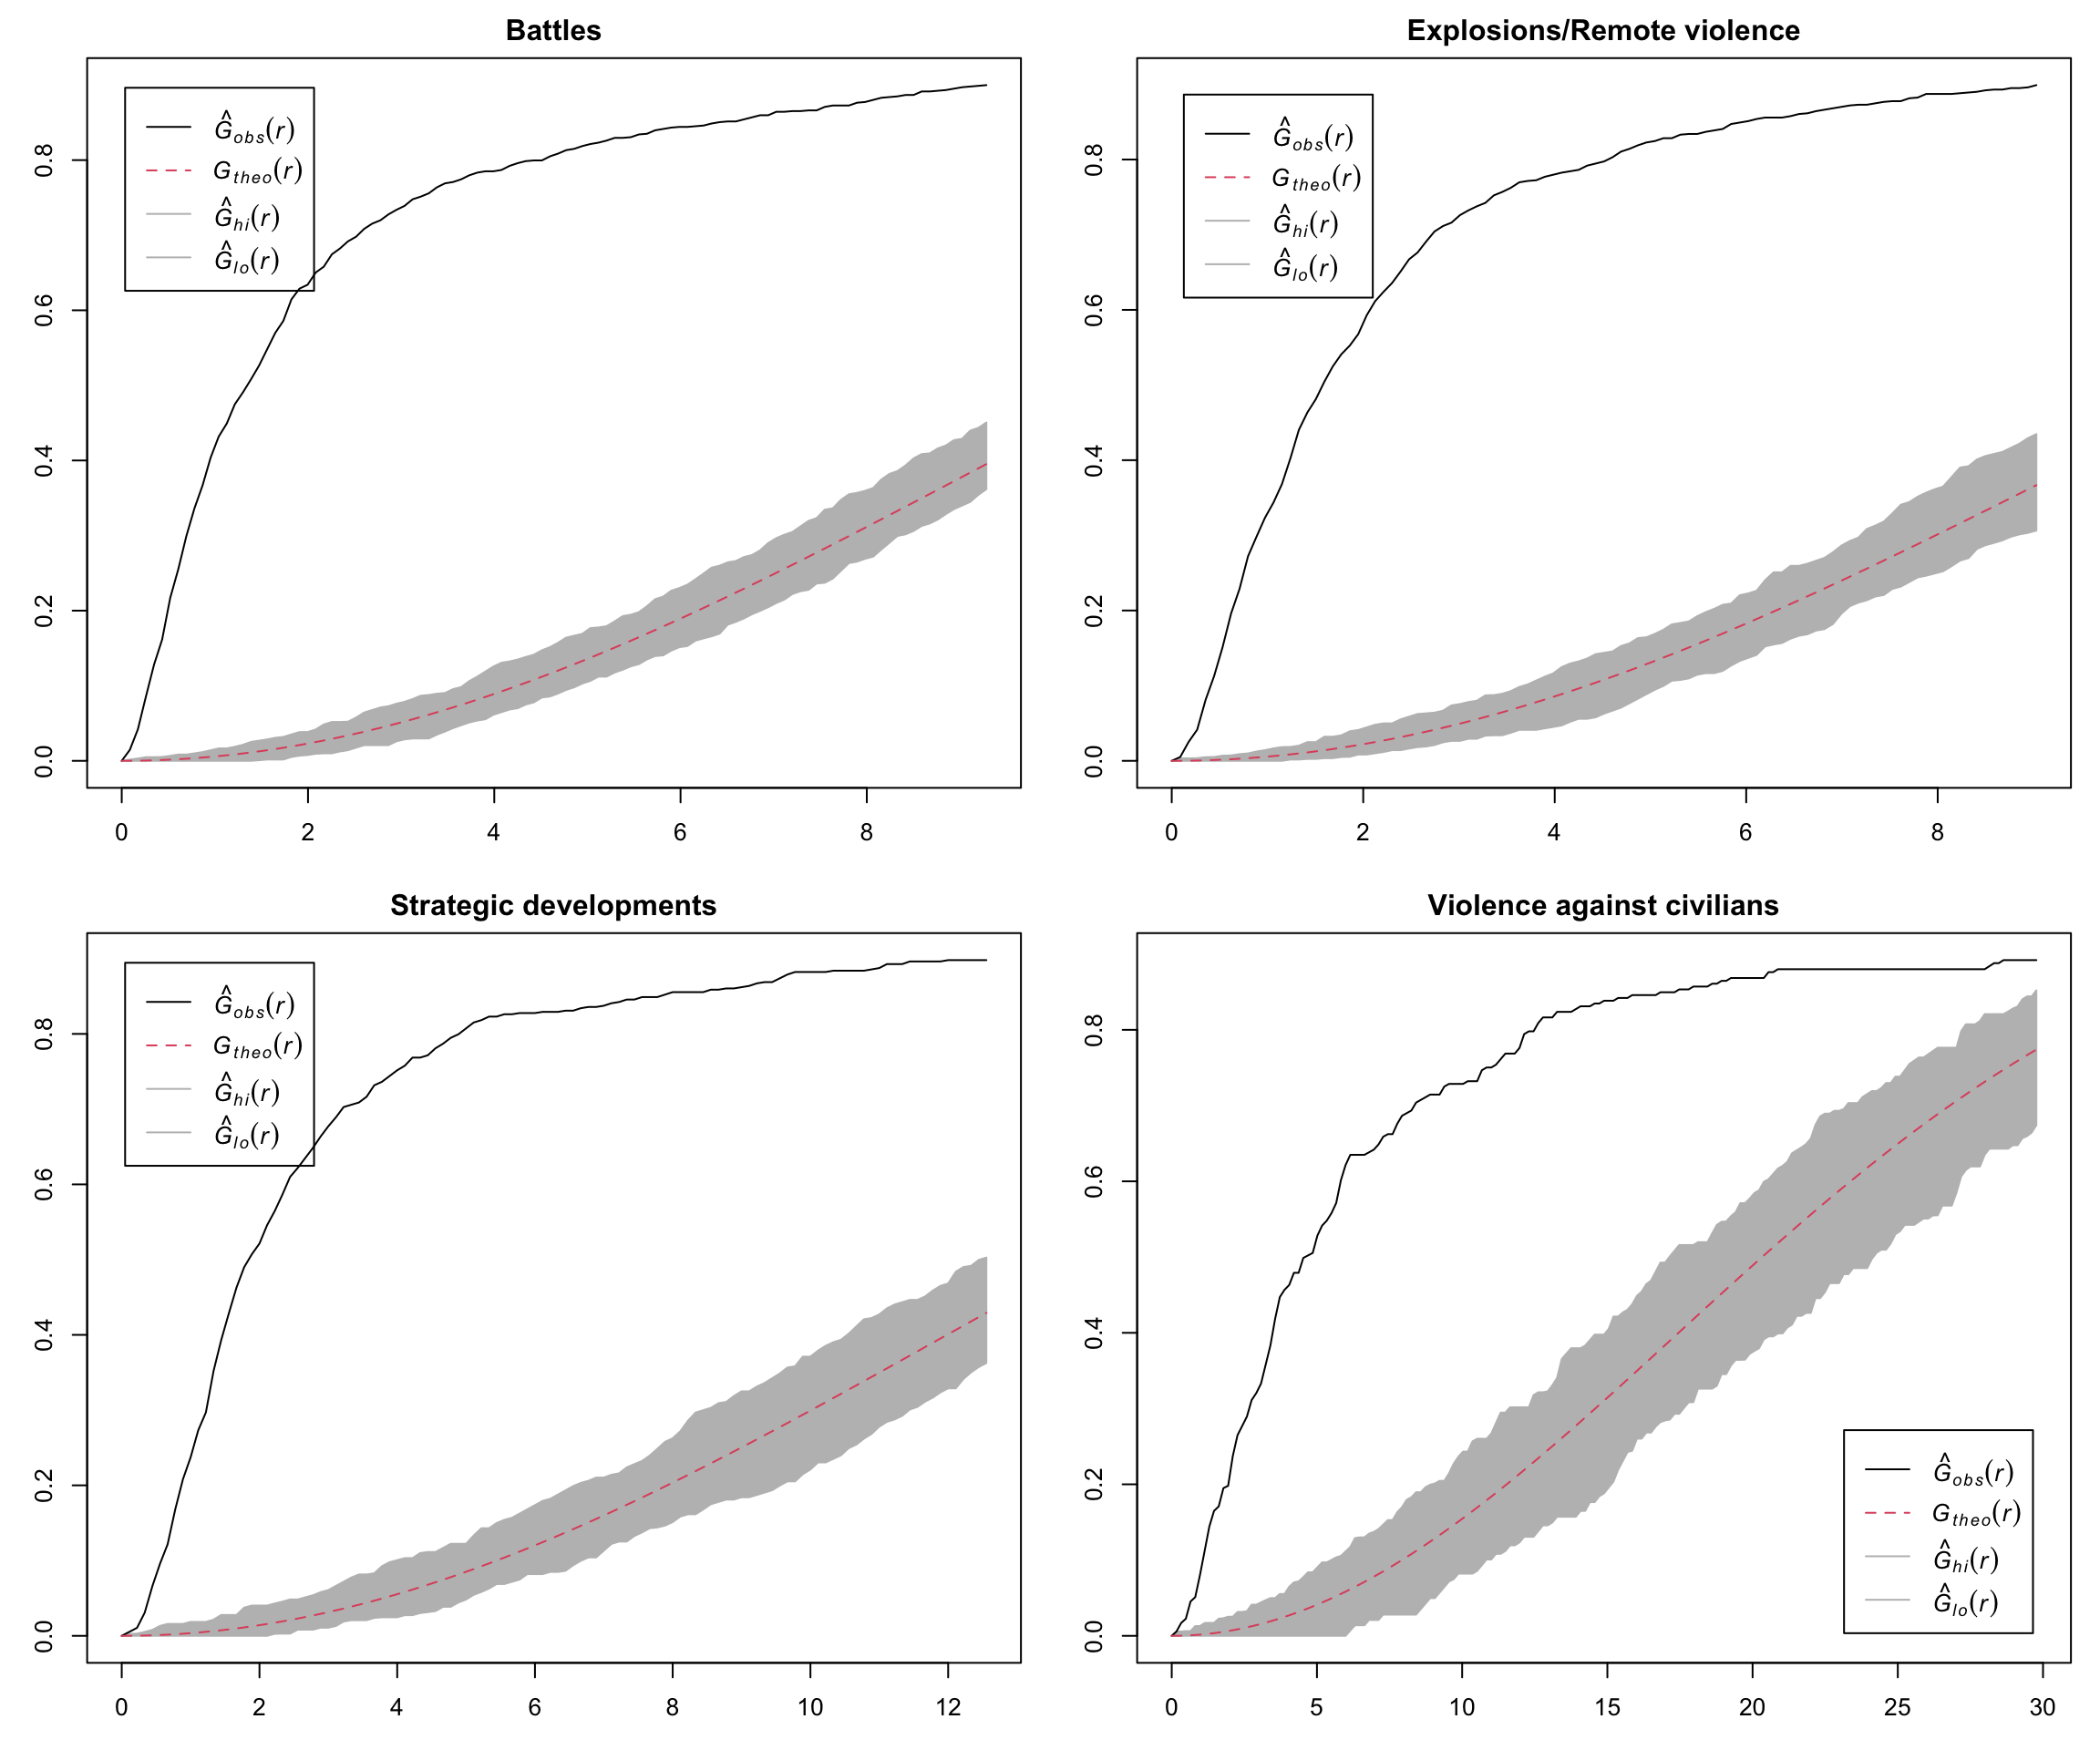 Battles
Ĝobs(r)
Gtheo(r)
Ĝhi(r)
Ĝlo(r)
0.0 0.2 0.4 0.6 0.8
0 2 4 6 8
Explosions/Remote violence
Ĝobs(r)
Gtheo(r)
Ĝhi(r)
Ĝlo(r)
0.0 0.2 0.4 0.6 0.8
0 2 4 6 8
Strategic developments
Ĝobs(r)
Gtheo(r)
Ĝhi(r)
Ĝlo(r)
0.0 0.2 0.4 0.6 0.8
0 2 4 6 8 10 12
Violence against civilians
0.0 0.2 0.4 0.6 0.8
Ĝobs(r)
Gtheo(r)
Ĝhi(r)
Ĝlo(r)
0 5 10 15 20 25 30